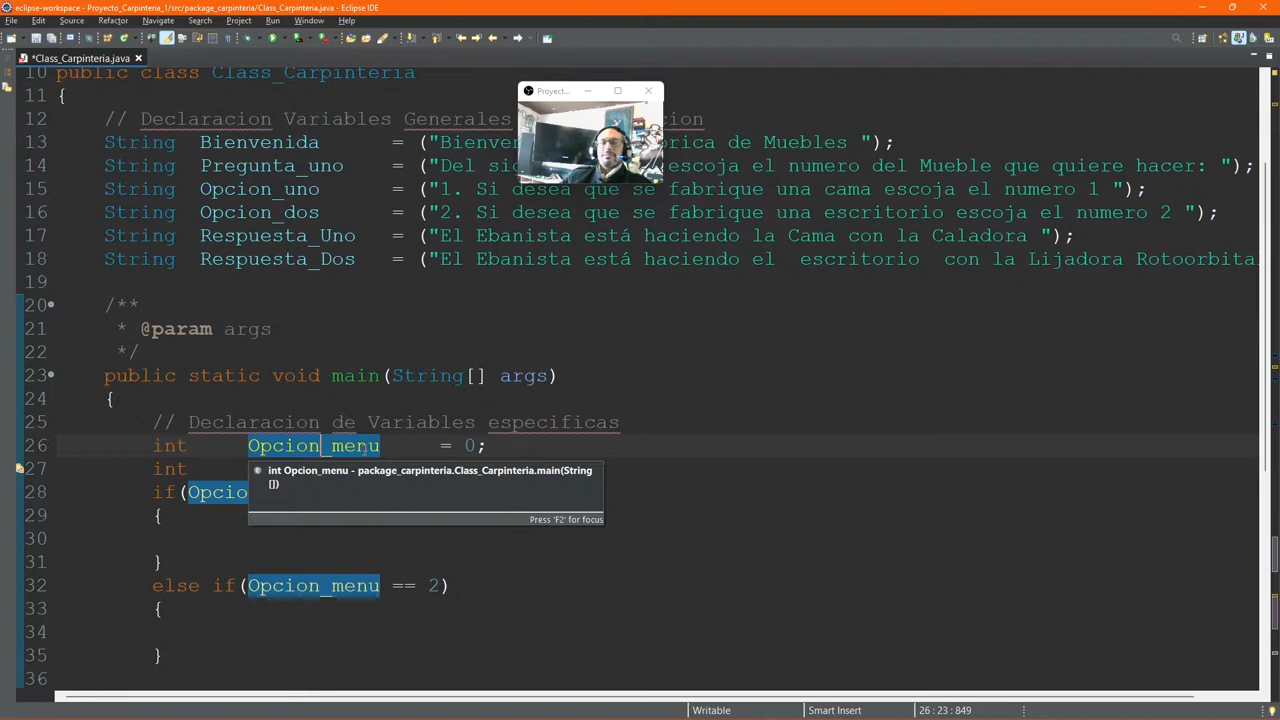 eclipse-workspace - Proyecto_Carpinteria_1/src/package_carpinteria/Class_Carpinteria.java - Eclipse IDE
File Edit Source Refactor Navigate Search Project Run Window Help
*Class_Carpinteria.java
10 public class Class_Carpinteria
11 {
Proyect...
12 // Declaracion Variables Generales
13 String Bienvenida = ("Bienven rica de Muebles ");
14 String Pregunta_uno = ("Del sig escoja el numero del Mueble que quiere hacer: ");
15 String Opcion_uno = ("1. Si desea que se fabrique una cama escoja el numero 1 ");
16 String Opcion_dos = ("2. Si desea que se fabrique una escritorio escoja el numero 2 ");
17 String Respuesta_Uno = ("El Ebanista está haciendo la Cama con la Caladora ");
18 String Respuesta_Dos = ("El Ebanista está haciendo el escritorio con la Lijadora Rotoorbital
19
20 /**
21 * @param args
22 */
23 public static void main(String[] args)
24 {
25 // Declaracion de Variables especificas
26 int Opcion_menu = 0;
27 int
int Opcion_menu - package_carpinteria.Class_Carpinteria.main(String
[])
28 if(Opcio
29 {
Press 'F2' for focus
30
31 }
32 else if(Opcion_menu == 2)
33 {
34
35 }
36
Writable Smart Insert 26 : 23 : 849